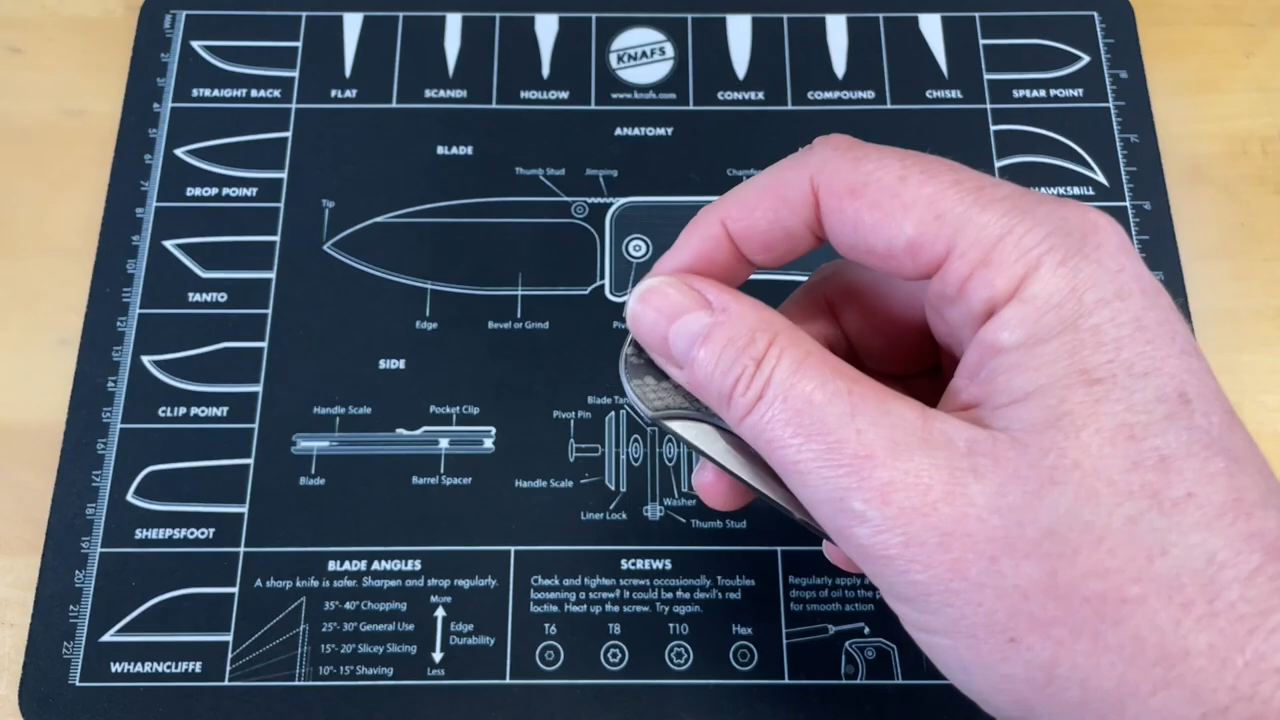 STRAIGHT BACK
FLAT
SCANDI
HOLLOW
KNAFS
www.knafs.com
CONVEX
COMPOUND
CHISEL
SPEAR POINT
DROP POINT
TANTO
CLIP POINT
SHEEPSFOOT
WHARNCLIFFE
HAWKSBILL
ANATOMY
BLADE
Thumb Stud
Jimping
Tip
Edge
Bevel or Grind
SIDE
Handle Scale
Pocket Clip
Blade
Barrel Spacer
Pivot Pin
Handle Scale
Liner Lock
Washer
Thumb Stud
BLADE ANGLES
A sharp knife is safer. Sharpen and strop regularly.
35°- 40° Chopping
25°- 30° General Use
15°- 20° Slicey Slicing
10°- 15° Shaving
More
Edge
Durability
Less
SCREWS
Check and tighten screws occasionally. Troubles
loosening a screw? It could be the devil's red
loctite. Heat up the screw. Try again.
T6 T8 T10 Hex
Regularly apply a
drops of oil to the
for smooth action